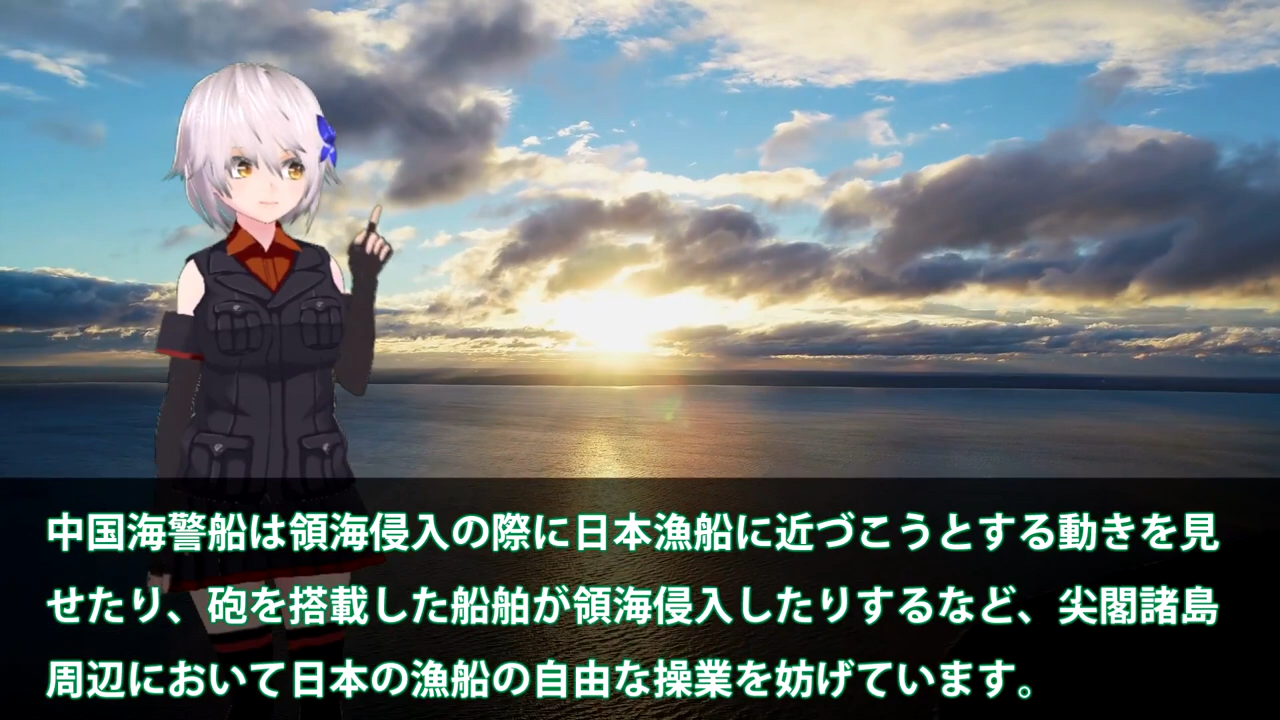 中国海警船は領海侵入の際に日本漁船に近づこうとする動きを見
せたり、砲を搭載した船舶が領海侵入したりするなど、尖閣諸島
周辺において日本の漁船の自由な操業を妨げています。